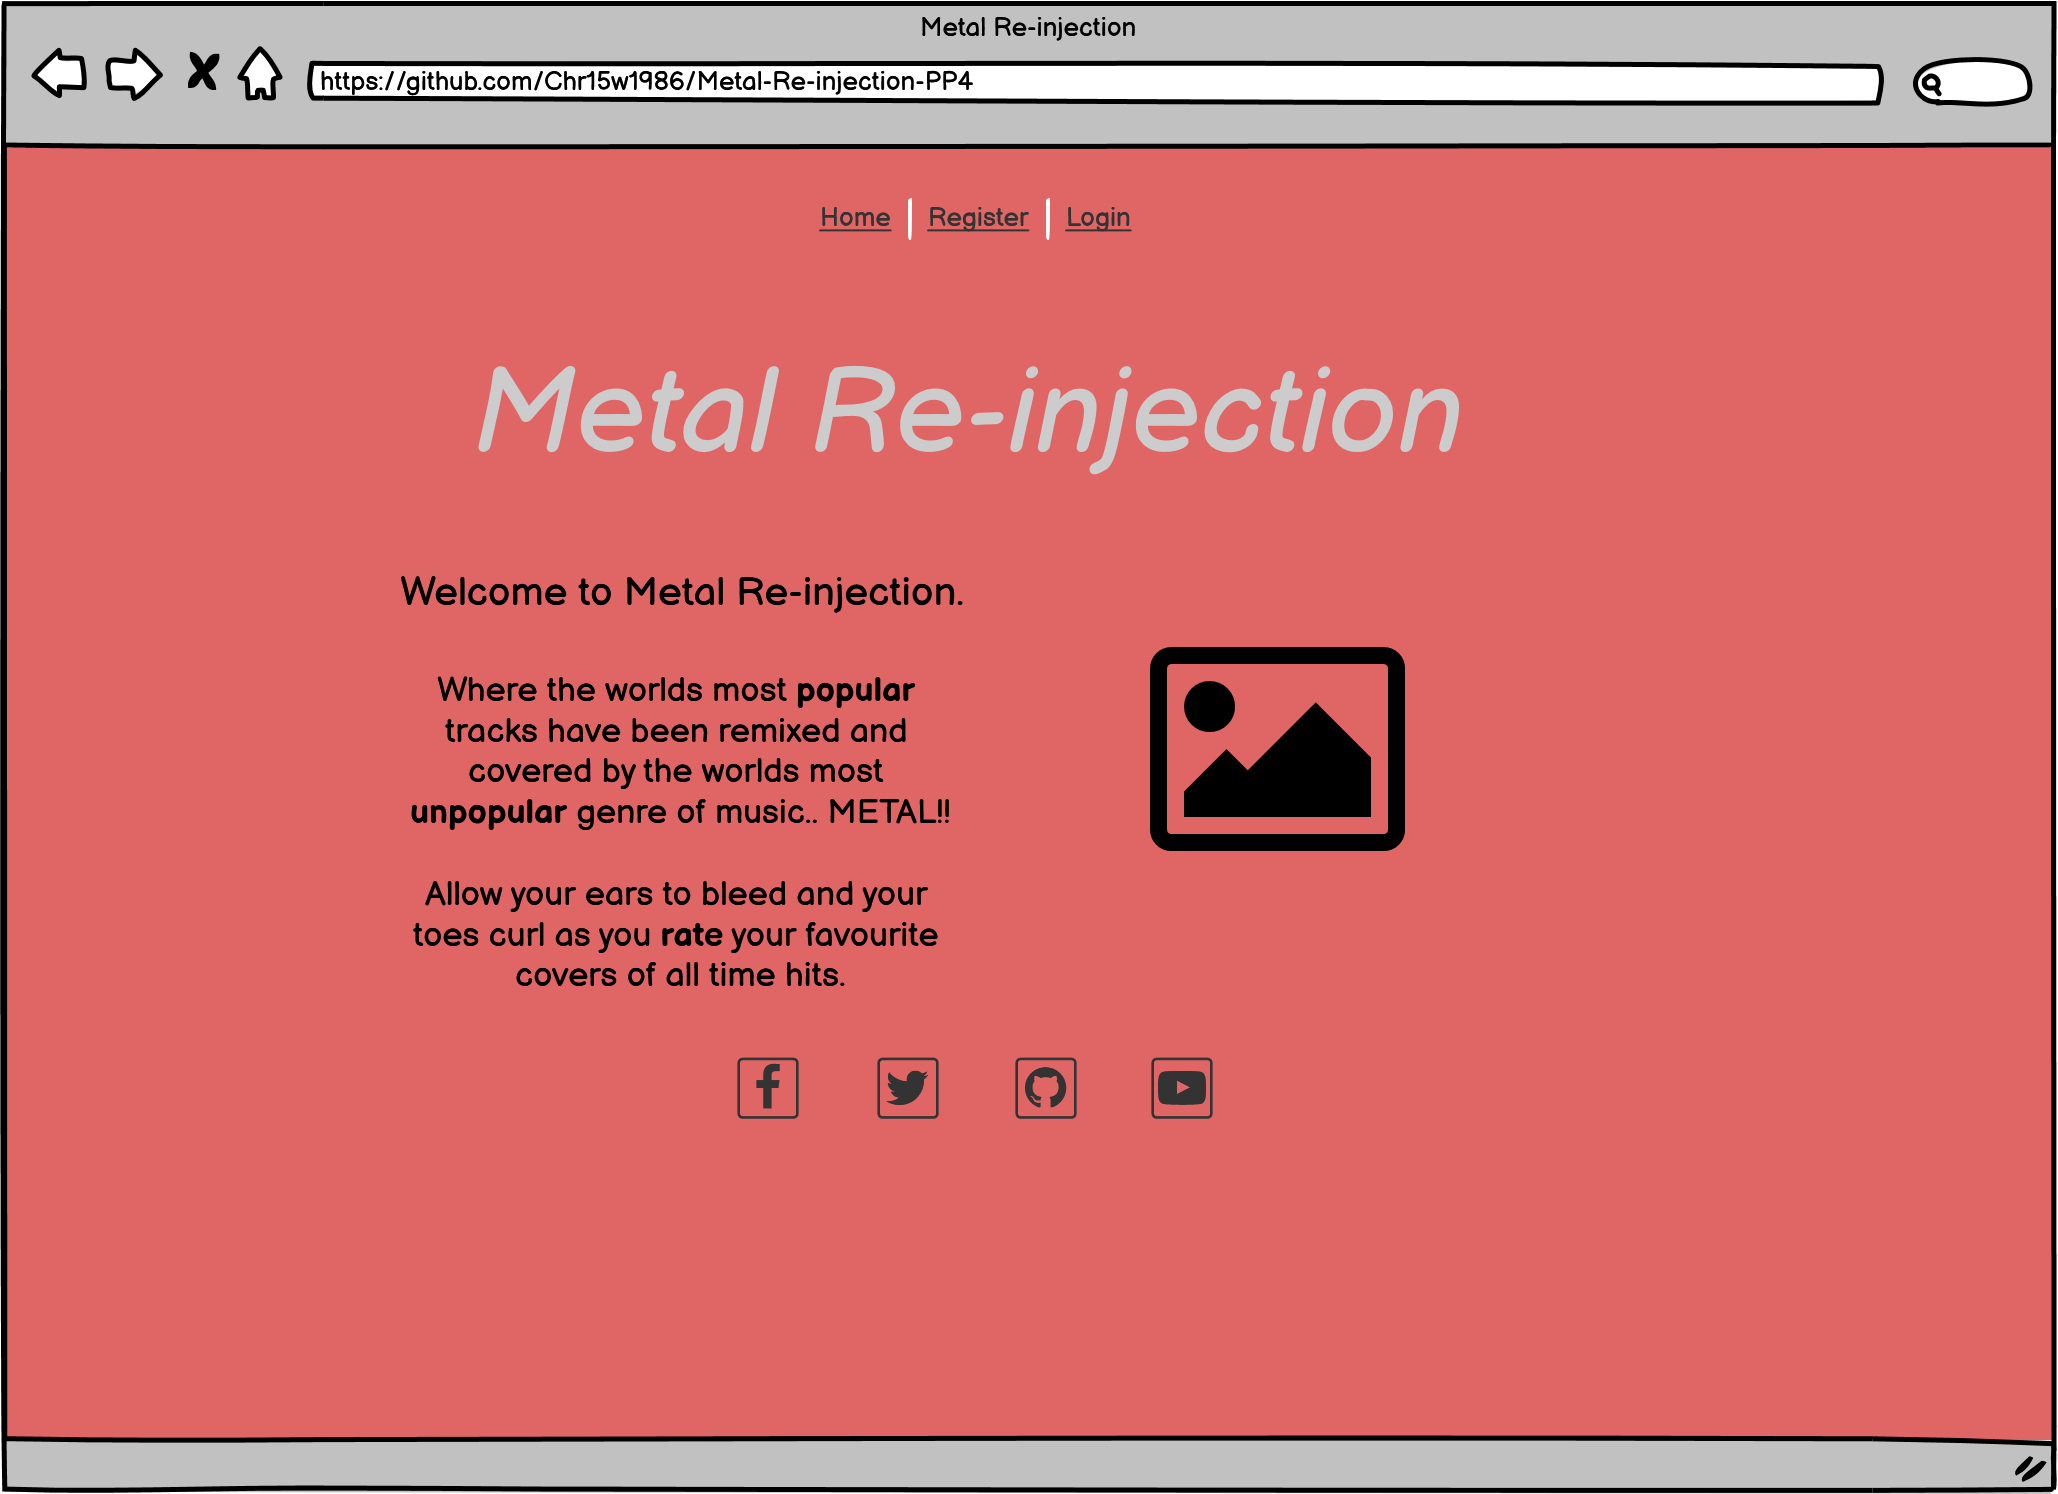 Metal Re-injection
https://github.com/Chr15w1986/Metal-Re-injection-PP4
Home Register Login
Metal Re-injection
Welcome to Metal Re-injection.
Where the worlds most popular
tracks have been remixed and
covered by the worlds most
unpopular genre of music.. METAL!!
Allow your ears to bleed and your
toes curl as you rate your favourite
covers of all time hits.